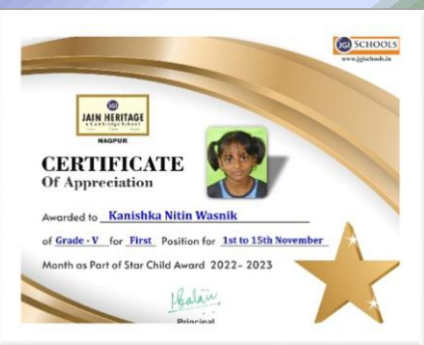 JGI SCHOOLS
www.jgischools.in
JGI
JAIN HERITAGE
a Cambridge School
NAGPUR
CERTIFICATE
Of Appreciation
Awarded to Kanishka Nitin Wasnik
of Grade - V for First Position for 1st to 15th November
Month as Part of Star Child Award 2022- 2023
Principal